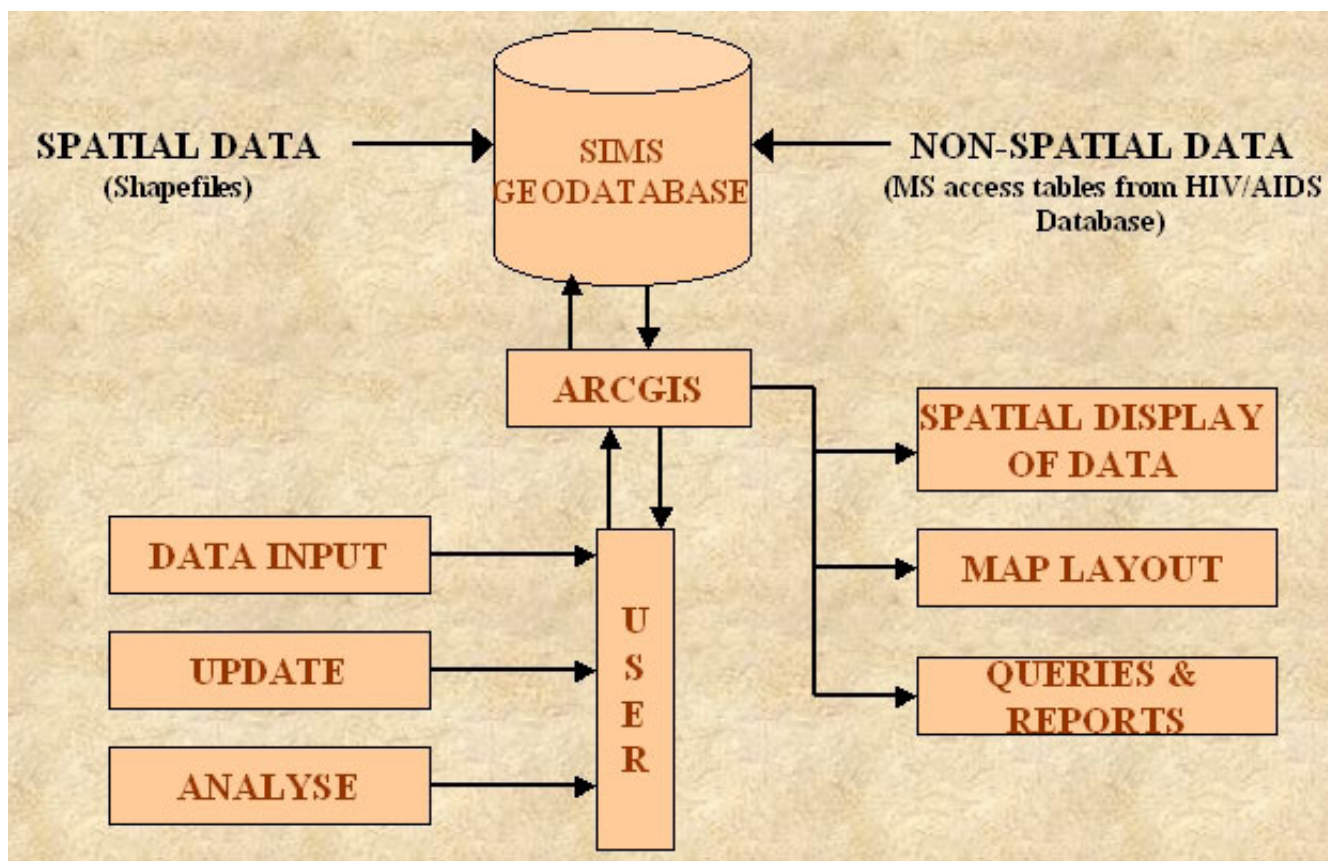 SPATIAL DATA
(Shapefiles)
SIMS
GEODATABASE
NON-SPATIAL DATA
(MS access tables from HIV/AIDS
Database)
ARCGIS
SPATIAL DISPLAY
OF DATA
MAP LAYOUT
QUERIES &
REPORTS
DATA INPUT
UPDATE
ANALYSE
U
S
E
R